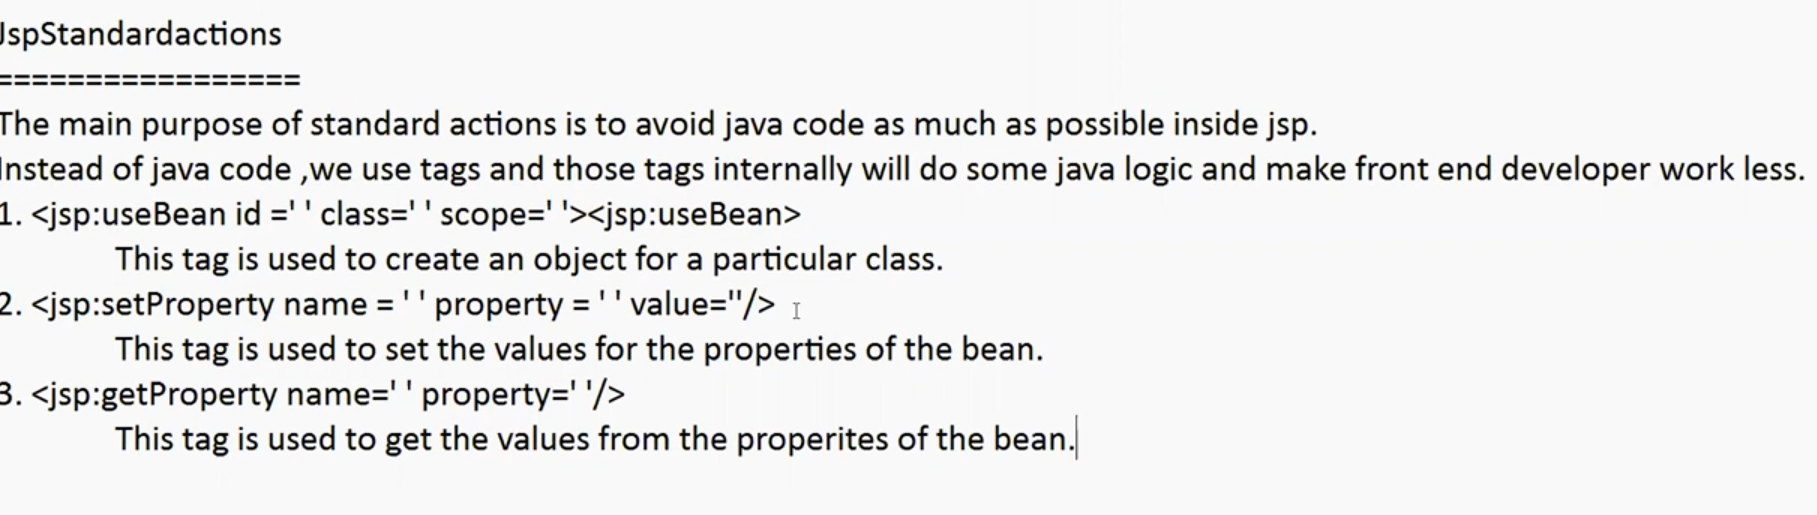 JspStandardactions
=================
The main purpose of standard actions is to avoid java code as much as possible inside jsp.
Instead of java code ,we use tags and those tags internally will do some java logic and make front end developer work less.
1. <jsp:useBean id =' ' class=' ' scope=' '><jsp:useBean>
This tag is used to create an object for a particular class.
2. <jsp:setProperty name = ' ' property = ' ' value=''/>
This tag is used to set the values for the properties of the bean.
3. <jsp:getProperty name=' ' property=' '/>
This tag is used to get the values from the properites of the bean.